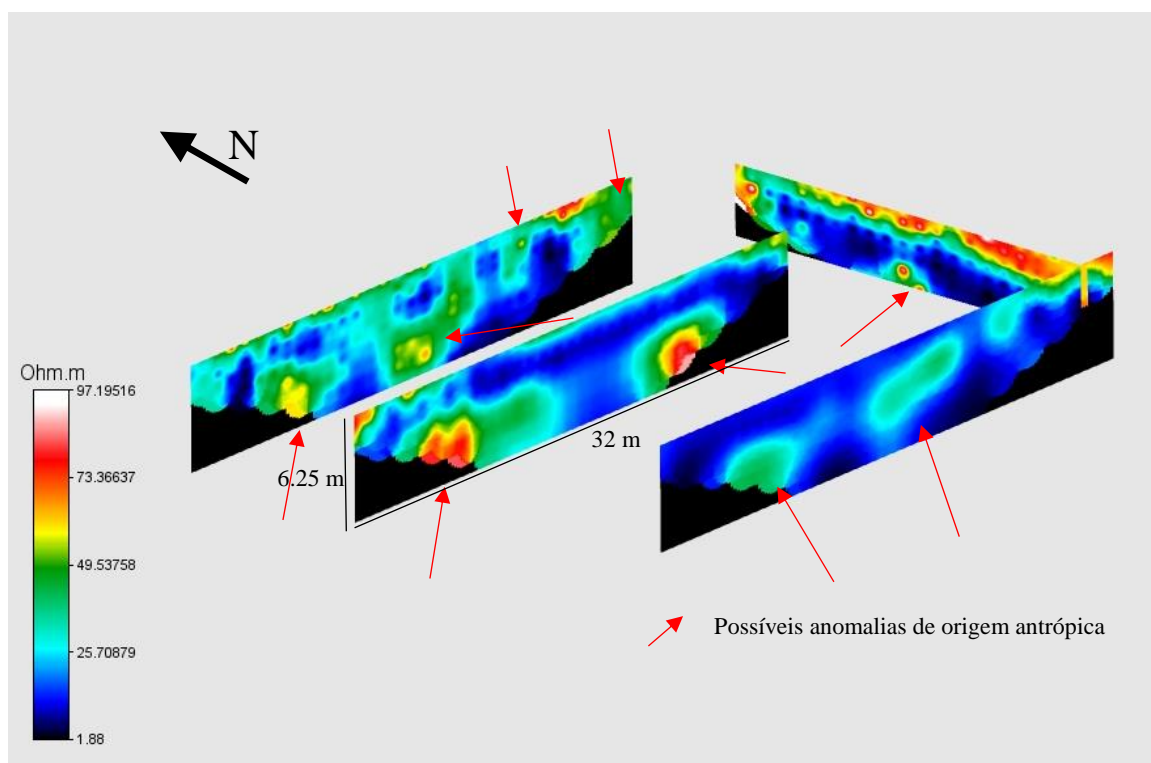 N
Ohm.m
97.19516
73.36637
49.53758
25.70879
1.88
6.25 m
32 m
Possíveis anomalias de origem antrópica